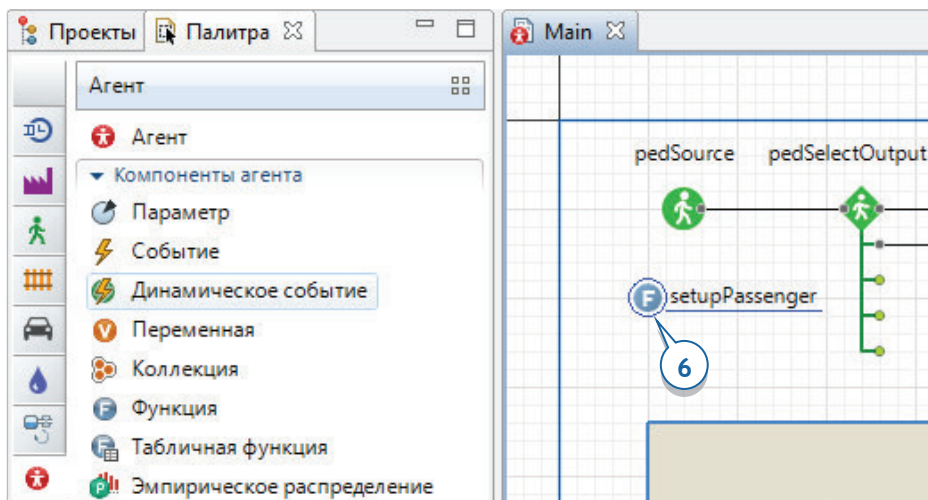 Проекты
Палитра
Main
Агент
Агент
Компоненты агента
Параметр
Событие
Динамическое событие
Переменная
Коллекция
Функция
Табличная функция
Эмпирическое распределение
pedSource
pedSelectOutput
setupPassenger
6